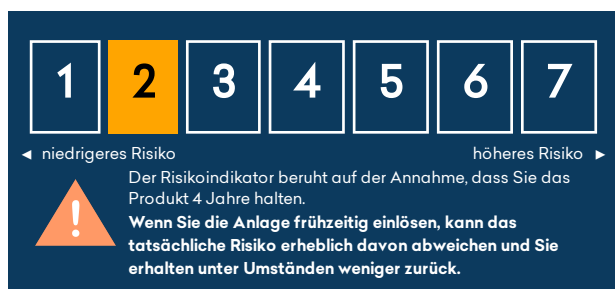 1 2 3 4 5 6 7
◄ niedrigeres Risiko höheres Risiko ►
Der Risikoindikator beruht auf der Annahme, dass Sie das
Produkt 4 Jahre halten.
! Wenn Sie die Anlage frühzeitig einlösen, kann das
tatsächliche Risiko erheblich davon abweichen und Sie
erhalten unter Umständen weniger zurück.